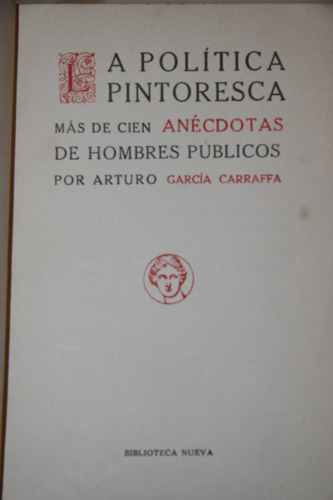 LA POLÍTICA
PINTORESCA
MÁS DE CIEN ANÉCDOTAS
DE HOMBRES PÚBLICOS
POR ARTURO GARCÍA CARRAFFA
BIBLIOTECA NUEVA